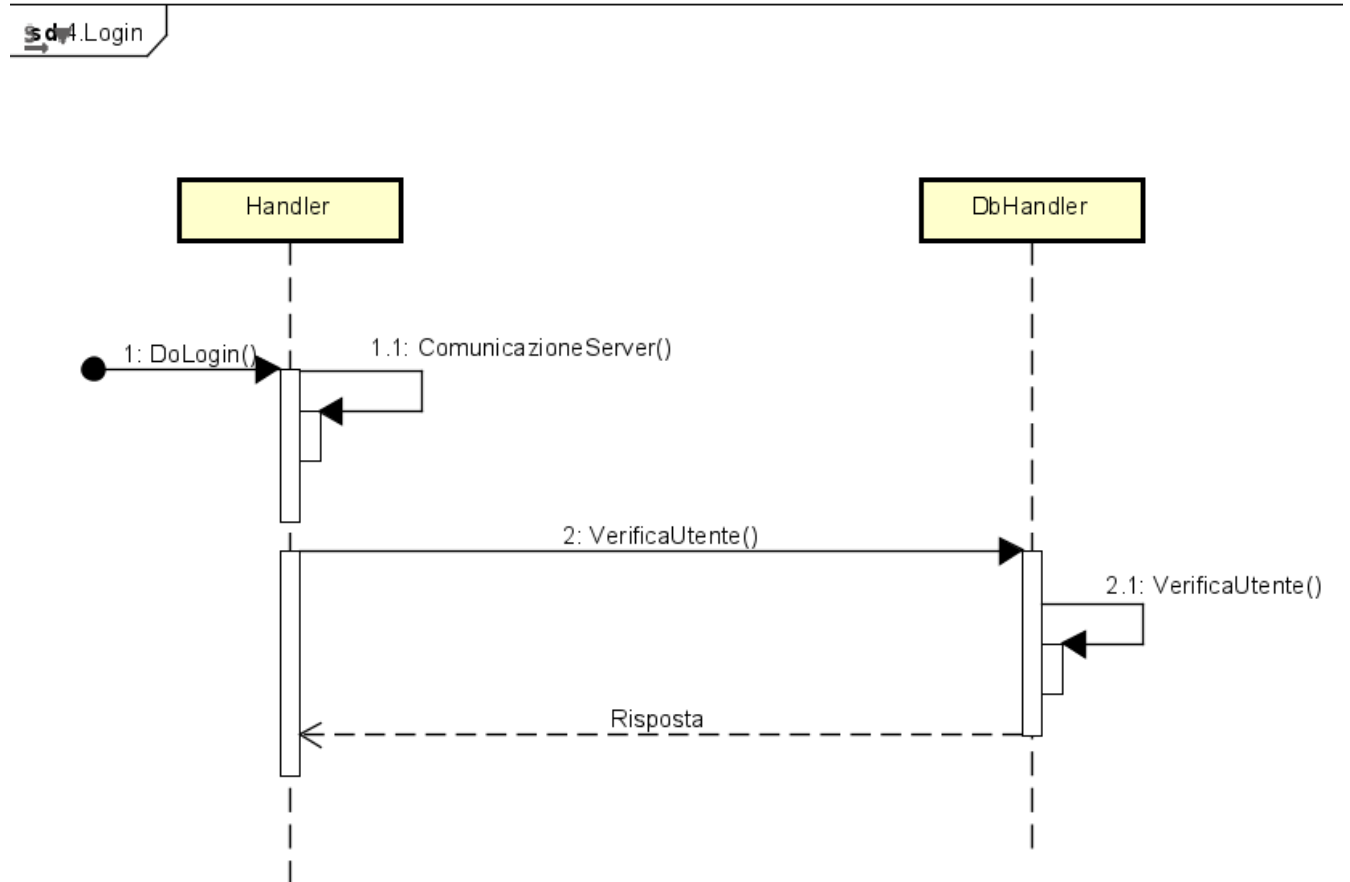 sd 4.Login
Handler
DbHandler
1: DoLogin()
1.1: ComunicazioneServer()
2: VerificaUtente()
2.1: VerificaUtente()
Risposta